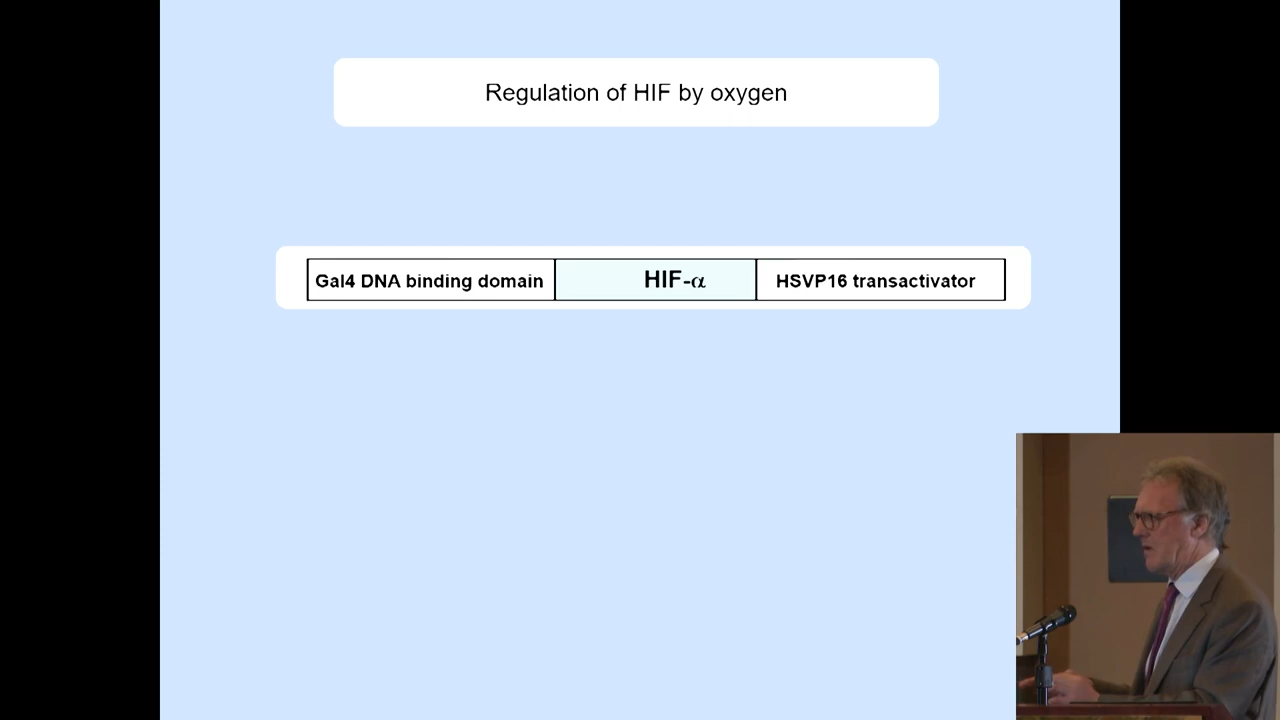 Regulation of HIF by oxygen
Gal4 DNA binding domain HIF-α HSVP16 transactivator